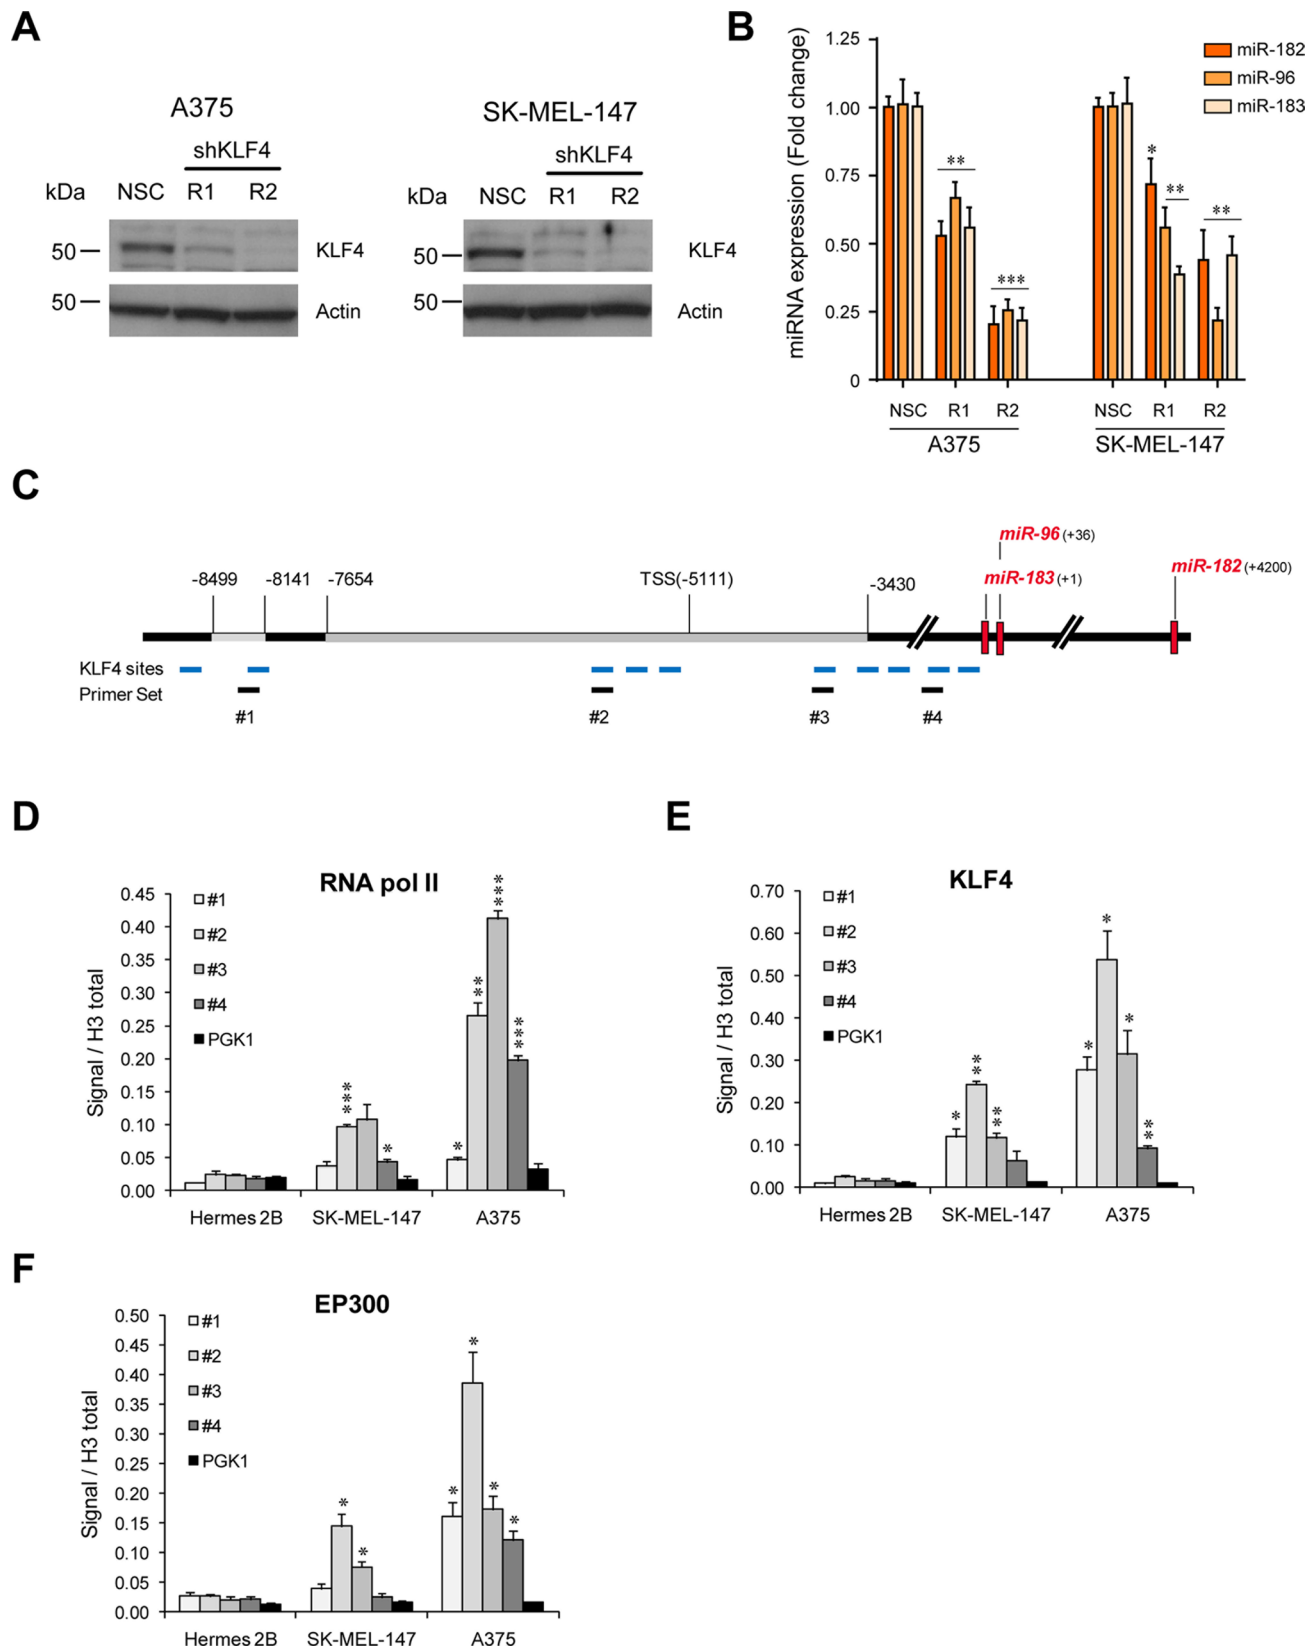 A
A375
shKLF4
kDa NSC R1 R2
50
KLF4
50
Actin
SK-MEL-147
shKLF4
kDa NSC R1 R2
50
KLF4
50
Actin
B
miRNA expression (Fold change)
1.25
1.00
0.75
0.50
0.25
0
miR-182
miR-96
miR-183
** *** * ** **
NSC R1 R2 NSC R1 R2
A375 SK-MEL-147
C
miR-96 (+36)
-8499 -8141 -7654 TSS(-5111) -3430 miR-183 (+1) miR-182 (+4200)
KLF4 sites
Primer Set
#1 #2 #3 #4
D
RNA pol II
Signal / H3 total
0.45
0.40
0.35
0.30
0.25
0.20
0.15
0.10
0.05
0.00
#1
#2
#3
#4
PGK1
*** * * ** *** ***
Hermes 2B SK-MEL-147 A375
E
KLF4
Signal / H3 total
0.70
0.60
0.50
0.40
0.30
0.20
0.10
0.00
#1
#2
#3
#4
PGK1
* ** ** * * * **
Hermes 2B SK-MEL-147 A375
F
EP300
Signal / H3 total
0.50
0.45
0.40
0.35
0.30
0.25
0.20
0.15
0.10
0.05
0.00
#1
#2
#3
#4
PGK1
* * * * * *
Hermes 2B SK-MEL-147 A375